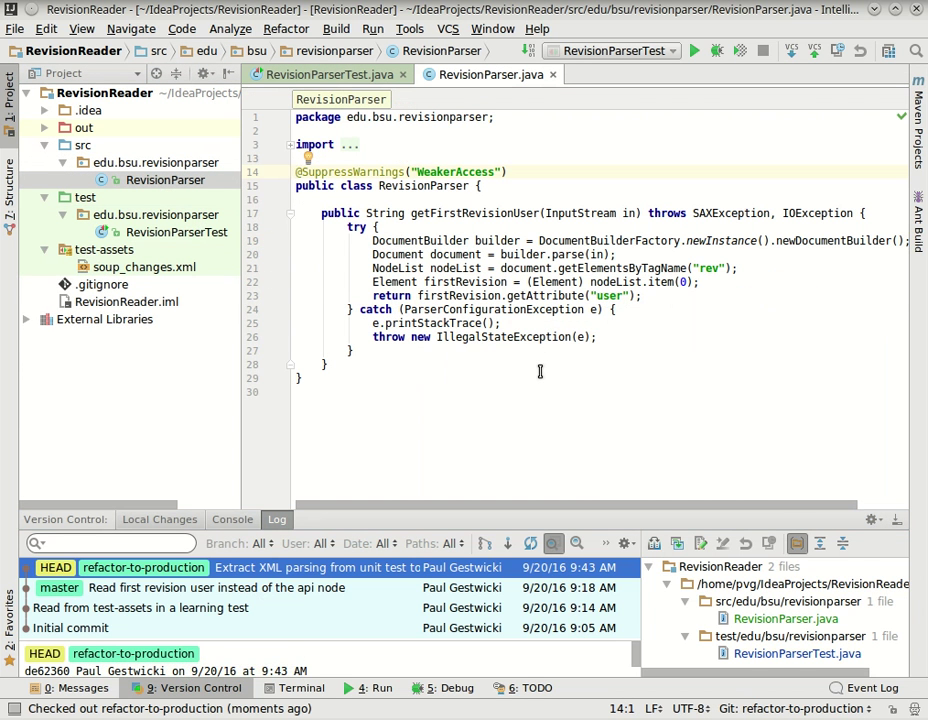 RevisionReader - [~/IdeaProjects/RevisionReader] - [RevisionReader] - ~/IdeaProjects/RevisionReader/src/edu/bsu/revisionparser/RevisionParser.java - Intelli...
File Edit View Navigate Code Analyze Refactor Build Run Tools VCS Window Help
RevisionReader src edu bsu revisionparser RevisionParser RevisionParserTest VCS VCS
1: Project
7: Structure
2: Favorites
Project
RevisionReader ~/IdeaProjects/
.idea
out
src
edu.bsu.revisionparser
RevisionParser
test
edu.bsu.revisionparser
RevisionParserTest
test-assets
soup_changes.xml
.gitignore
RevisionReader.iml
External Libraries
RevisionParserTest.java RevisionParser.java
RevisionParser
1 package edu.bsu.revisionparser;
2
3 import ...
13
14 @SuppressWarnings("WeakerAccess")
15 public class RevisionParser {
16
17 public String getFirstRevisionUser(InputStream in) throws SAXException, IOException {
18 try {
19 DocumentBuilder builder = DocumentBuilderFactory.newInstance().newDocumentBuilder();
20 Document document = builder.parse(in);
21 NodeList nodeList = document.getElementsByTagName("rev");
22 Element firstRevision = (Element) nodeList.item(0);
23 return firstRevision.getAttribute("user");
24 } catch (ParserConfigurationException e) {
25 e.printStackTrace();
26 throw new IllegalStateException(e);
27 }
28 }
29 }
30
Maven Projects
Ant Build
Version Control: Local Changes Console Log
Branch: All User: All Date: All Paths: All
HEAD refactor-to-production Extract XML parsing from unit test to Paul Gestwicki 9/20/16 9:43 AM
master Read first revision user instead of the api node Paul Gestwicki 9/20/16 9:18 AM
Read from test-assets in a learning test Paul Gestwicki 9/20/16 9:14 AM
Initial commit Paul Gestwicki 9/20/16 9:05 AM
HEAD refactor-to-production
de62360 Paul Gestwicki on 9/20/16 at 9:43 AM
RevisionReader 2 files
/home/pvg/IdeaProjects/RevisionReade
src/edu/bsu/revisionparser 1 file
RevisionParser.java
test/edu/bsu/revisionparser 1 file
RevisionParserTest.java
0: Messages 9: Version Control Terminal 4: Run 5: Debug 6: TODO Event Log
Checked out refactor-to-production (moments ago) 14:1 LF UTF-8 Git: refactor-to-production